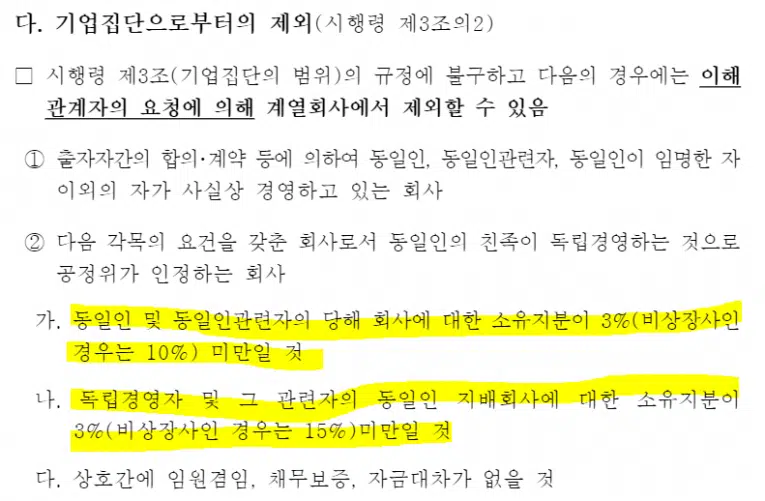 다. 기업집단으로부터의 제외(시행령 제3조의2)
□ 시행령 제3조(기업집단의 범위)의 규정에 불구하고 다음의 경우에는 이해
관계자의 요청에 의해 계열회사에서 제외할 수 있음
① 출자자간의 합의·계약 등에 의하여 동일인, 동일인관련자, 동일인이 임명한 자
이외의 자가 사실상 경영하고 있는 회사
② 다음 각목의 요건을 갖춘 회사로서 동일인의 친족이 독립경영하는 것으로
공정위가 인정하는 회사
가. 동일인 및 동일인관련자의 당해 회사에 대한 소유지분이 3%(비상장사인
경우는 10%) 미만일 것
나. 독립경영자 및 그 관련자의 동일인 지배회사에 대한 소유지분이
3%(비상장사인 경우는 15%)미만일 것
다. 상호간에 임원겸임, 채무보증, 자금대차가 없을 것